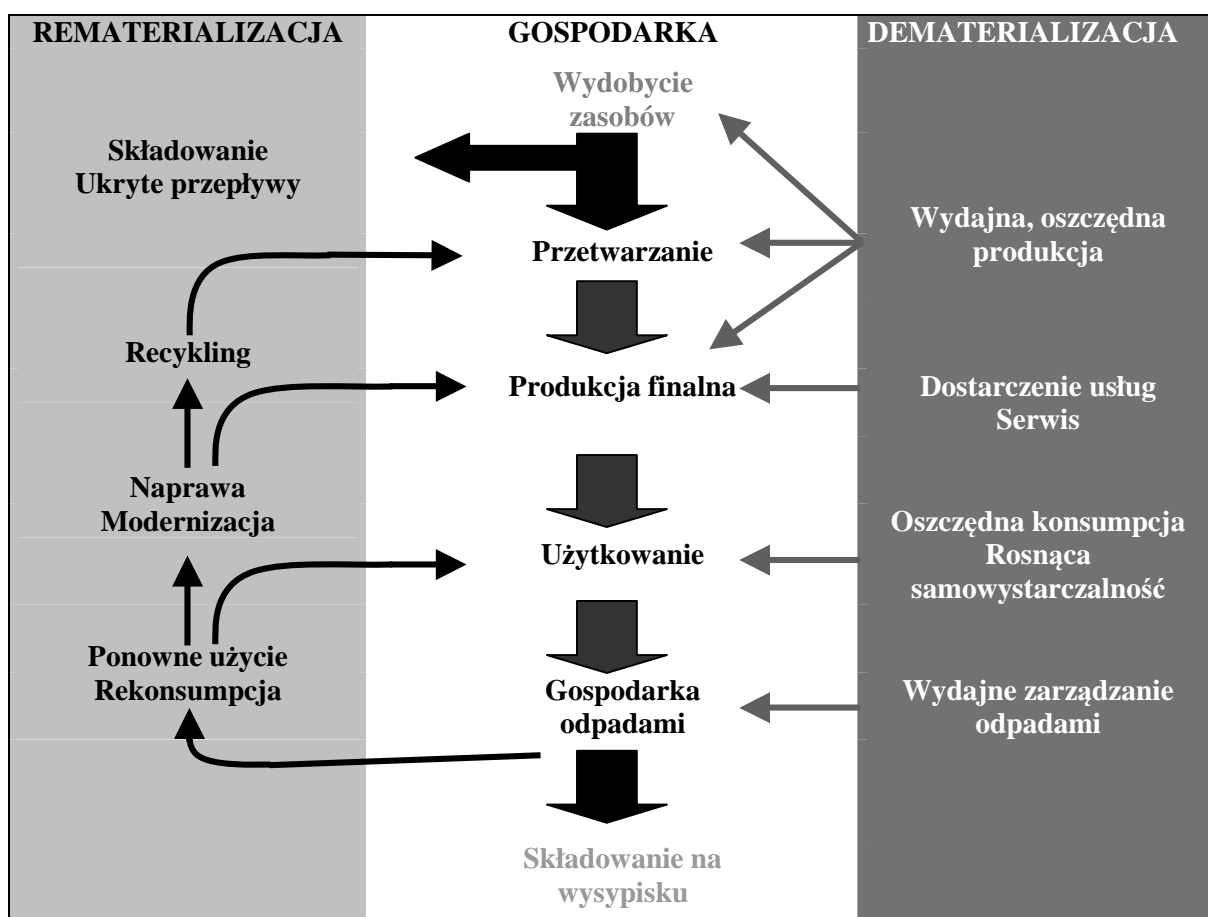 REMATERIALIZACJA
GOSPODARKA
DEMATERIALIZACJA
Wydobycie
zasobów
Składowanie
Ukryte przepływy
Wydajna, oszczędna
produkcja
Przetwarzanie
Recykling
Produkcja finalna
Dostarczenie usług
Serwis
Naprawa
Modernizacja
Użytkowanie
Oszczędna konsumpcja
Rosnąca
samowystarczalność
Ponowne użycie
Rekonsumpcja
Gospodarka
odpadami
Wydajne zarządzanie
odpadami
Składowanie na
wysypisku